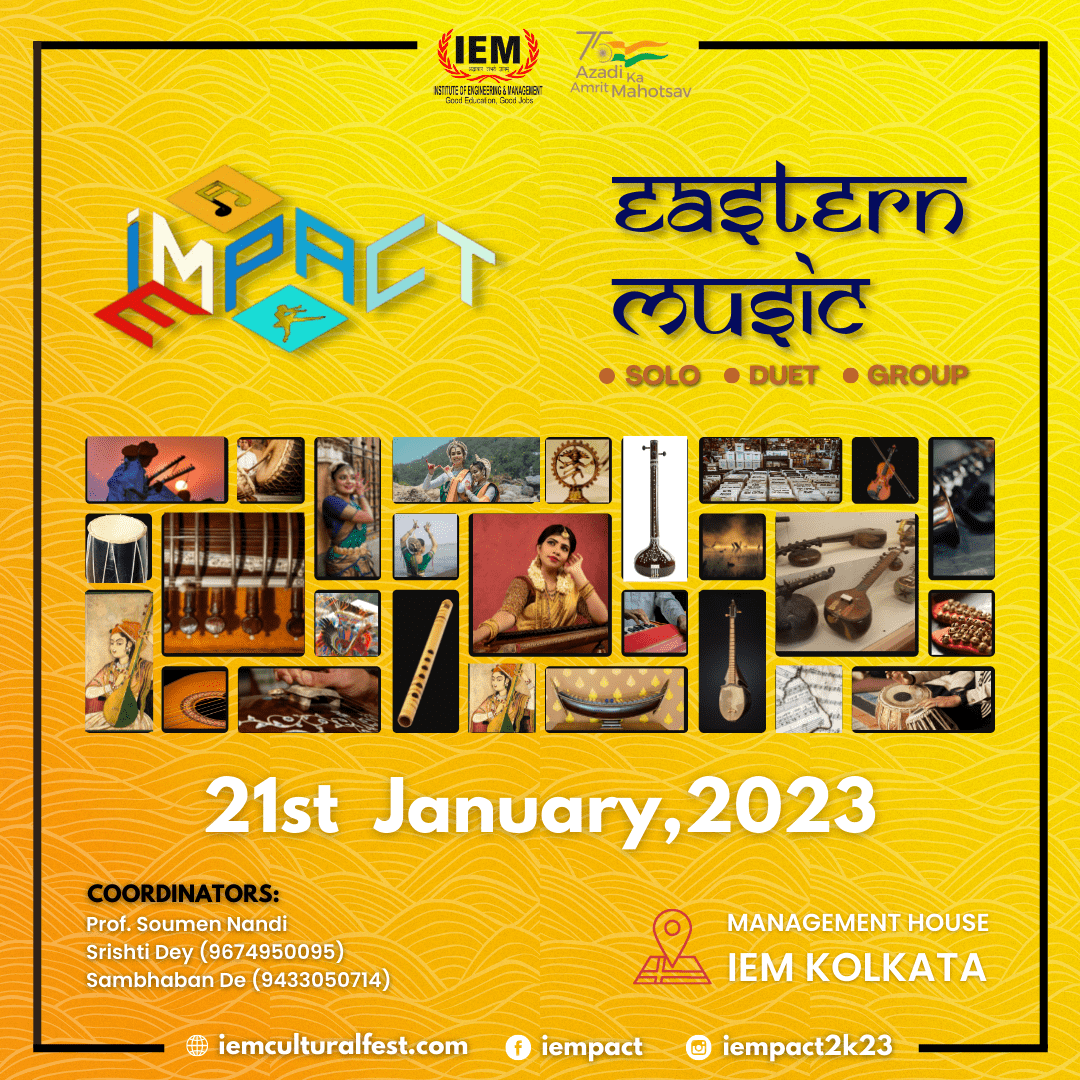 IEM
INSTITUTE OF ENGINEERING & MANAGEMENT
Good Education, Good Jobs
75
Azadi Ka
Amrit Mahotsav
iEMPACT
EASTERN
MUSIC
• SOLO • DUET • GROUP
21st January,2023
COORDINATORS:
Prof. Soumen Nandi
Srishti Dey (9674950095)
Sambhaban De (9433050714)
MANAGEMENT HOUSE
IEM KOLKATA
iemculturalfest.com iempact iempact2k23